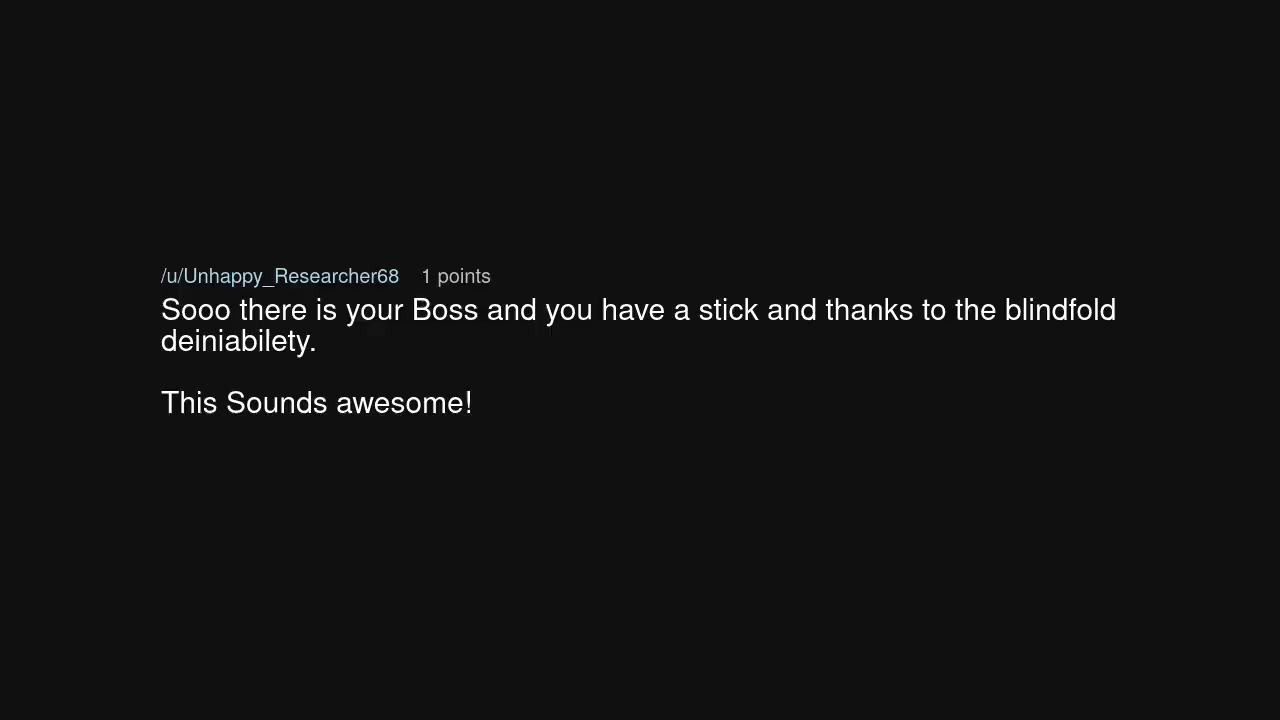 /u/Unhappy_Researcher68 1 points
Sooo there is your Boss and you have a stick and thanks to the blindfold
deiniabilety.
This Sounds awesome!